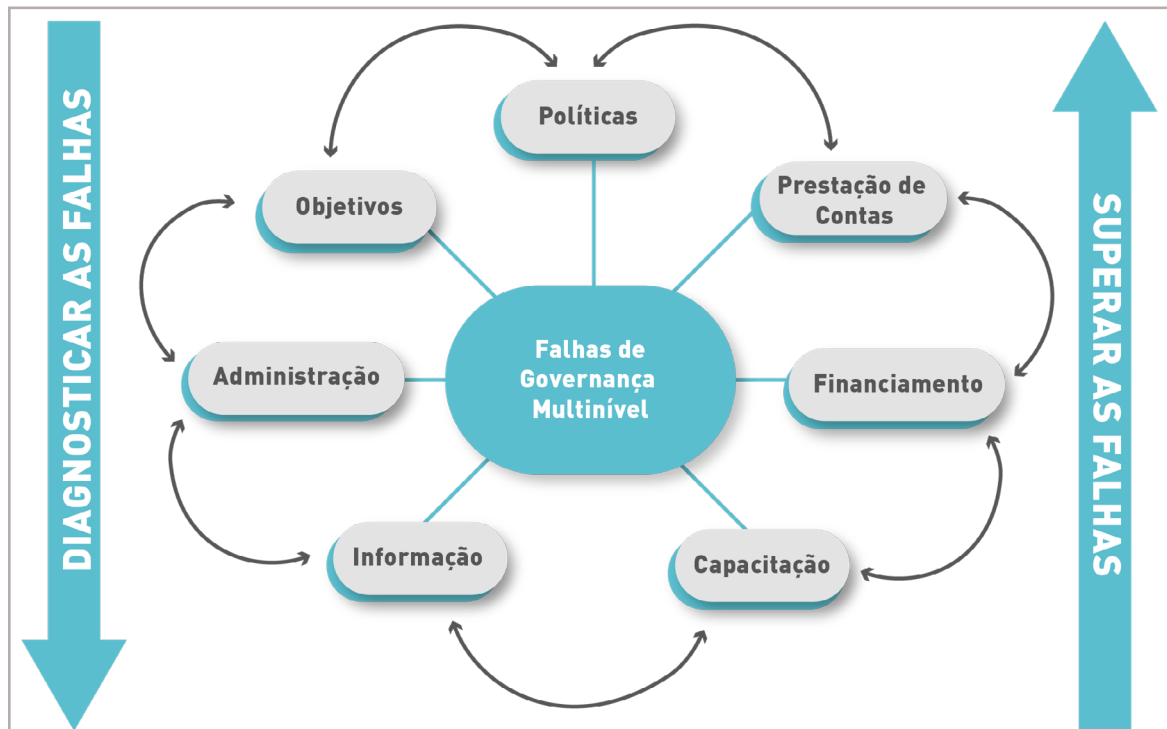 DIAGNOSTICAR AS FALHAS
Políticas
Objetivos
Prestação de
Contas
Administração
Falhas de
Governança
Multinível
Financiamento
Informação
Capacitação
SUPERAR AS FALHAS